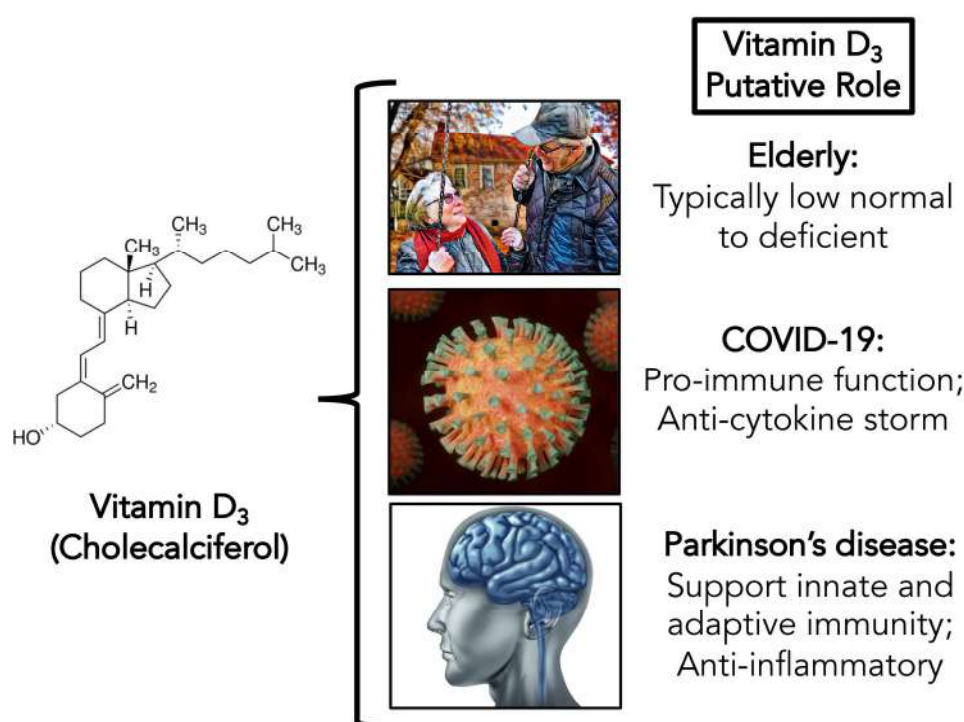 Vitamin D₃
Putative Role
Elderly:
Typically low normal
to deficient
COVID-19:
Pro-immune function;
Anti-cytokine storm
Parkinson's disease:
Support innate and
adaptive immunity;
Anti-inflammatory
CH₃
CH₃
CH₃
CH₃
H
H
CH₂
HO
Vitamin D₃
(Cholecalciferol)